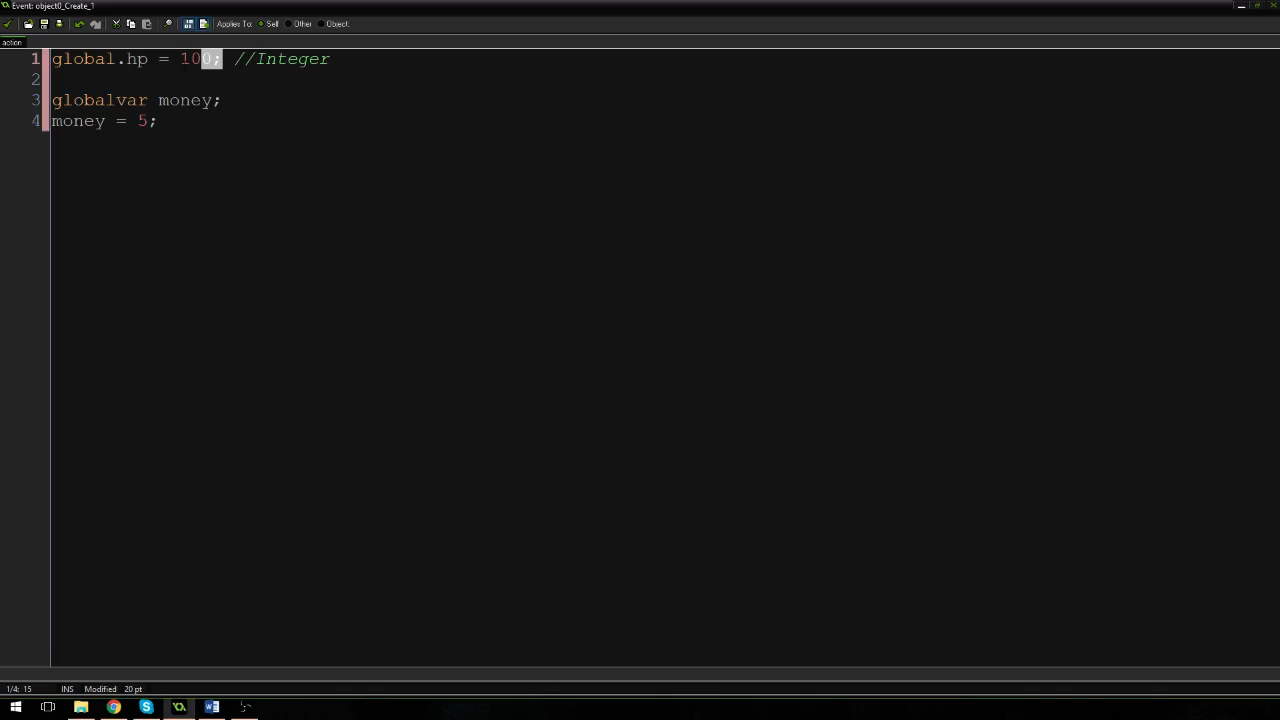 Event: object0_Create_1
Applies To: Self Other Object:
action
1 global.hp = 100; //Integer
2
3 globalvar money;
4 money = 5;
1/4: 15 INS Modified 20 pt